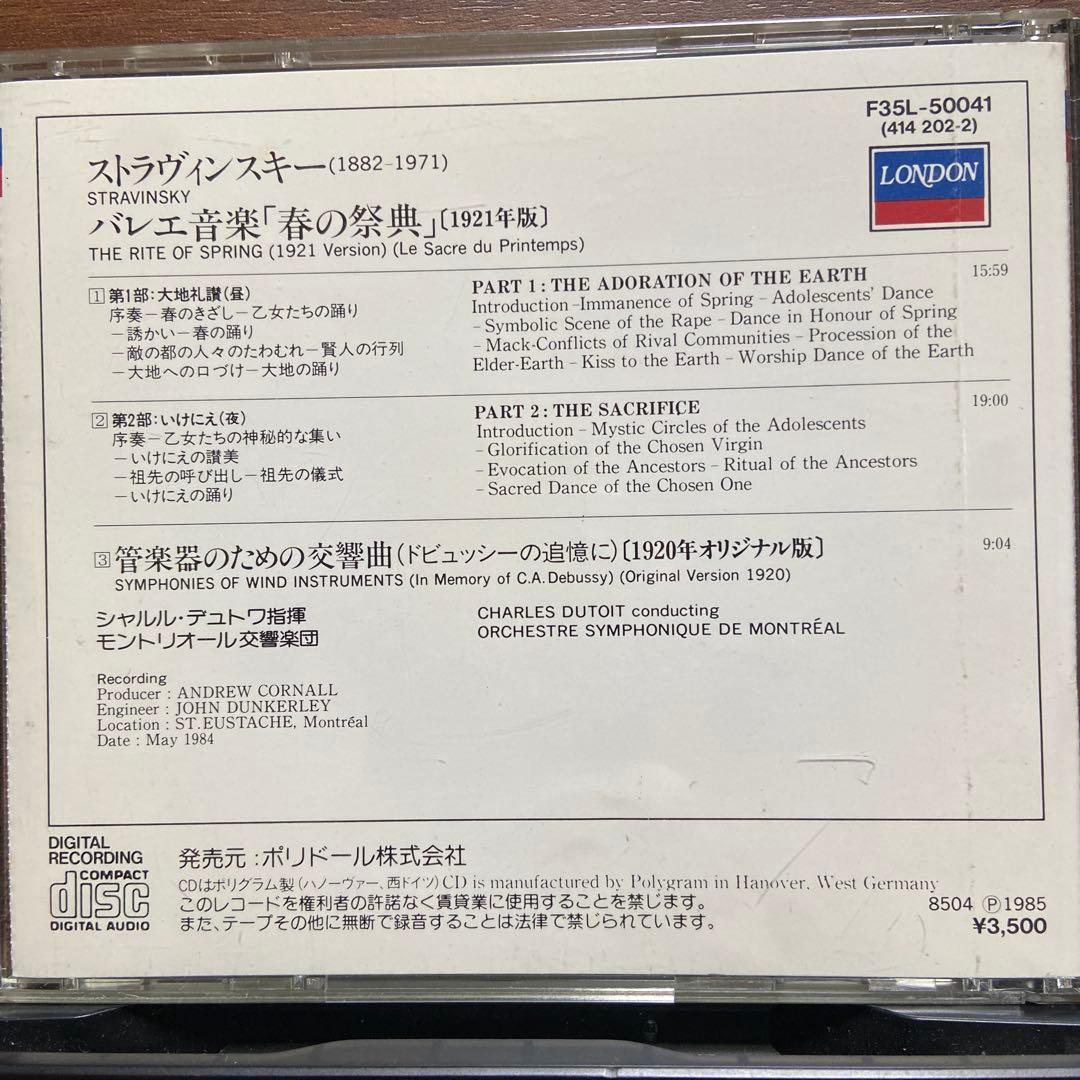 F35L-50041
(414 202-2)
LONDON
ストラヴィンスキー(1882-1971)
STRAVINSKY
バレエ音楽「春の祭典」〔1921年版〕
THE RITE OF SPRING (1921 Version) (Le Sacre du Printemps)
1 第1部:大地礼讃(昼)
序奏－春のきざし－乙女たちの踊り
－誘かい－春の踊り
－敵の都の人々のたわむれ－賢人の行列
－大地への口づけ－大地の踊り
PART 1: THE ADORATION OF THE EARTH 15:59
Introduction–Immanence of Spring – Adolescents' Dance
– Symbolic Scene of the Rape – Dance in Honour of Spring
– Mack-Conflicts of Rival Communities – Procession of the
Elder-Earth – Kiss to the Earth – Worship Dance of the Earth
2 第2部:いけにえ(夜)
序奏－乙女たちの神秘的な集い
－いけにえの讃美
－祖先の呼び出し－祖先の儀式
－いけにえの踊り
PART 2: THE SACRIFICE 19:00
Introduction – Mystic Circles of the Adolescents
– Glorification of the Chosen Virgin
– Evocation of the Ancestors – Ritual of the Ancestors
– Sacred Dance of the Chosen One
3 管楽器のための交響曲(ドビュッシーの追憶に)〔1920年オリジナル版〕 9:04
SYMPHONIES OF WIND INSTRUMENTS (In Memory of C.A.Debussy) (Original Version 1920)
シャルル・デュトワ指揮
モントリオール交響楽団
CHARLES DUTOIT conducting
ORCHESTRE SYMPHONIQUE DE MONTRÉAL
Recording
Producer : ANDREW CORNALL
Engineer : JOHN DUNKERLEY
Location : ST.EUSTACHE, Montréal
Date : May 1984
DIGITAL
RECORDING
COMPACT
disc
DIGITAL AUDIO
発売元:ポリドール株式会社
CDはポリグラム製(ハノーヴァー、西ドイツ) CD is manufactured by Polygram in Hanover, West Germany
このレコードを権利者の許諾なく賃貸業に使用することを禁じます。
また、テープその他に無断で録音することは法律で禁じられています。
8504 Ⓟ1985
¥3,500